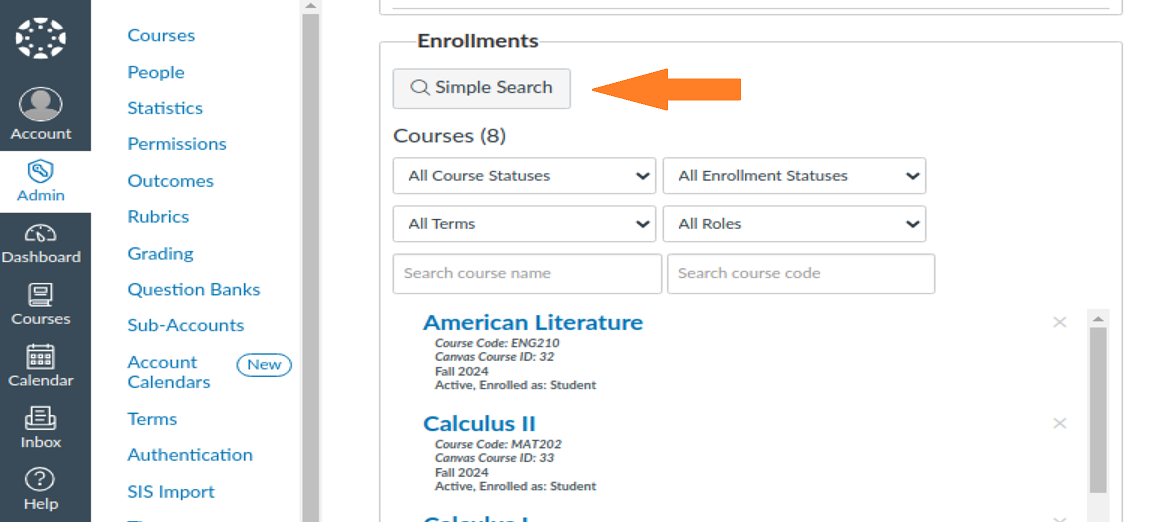 Account
Admin
Dashboard
Courses
Calendar
Inbox
Help
Courses
People
Statistics
Permissions
Outcomes
Rubrics
Grading
Question Banks
Sub-Accounts
Account
Calendars
New
Terms
Authentication
SIS Import
Enrollments
Simple Search
Courses (8)
All Course Statuses
All Enrollment Statuses
All Terms
All Roles
Search course name
Search course code
American Literature
Course Code: ENG210
Canvas Course ID: 32
Fall 2024
Active, Enrolled as: Student
Calculus II
Course Code: MAT202
Canvas Course ID: 33
Fall 2024
Active, Enrolled as: Student
Calculus I